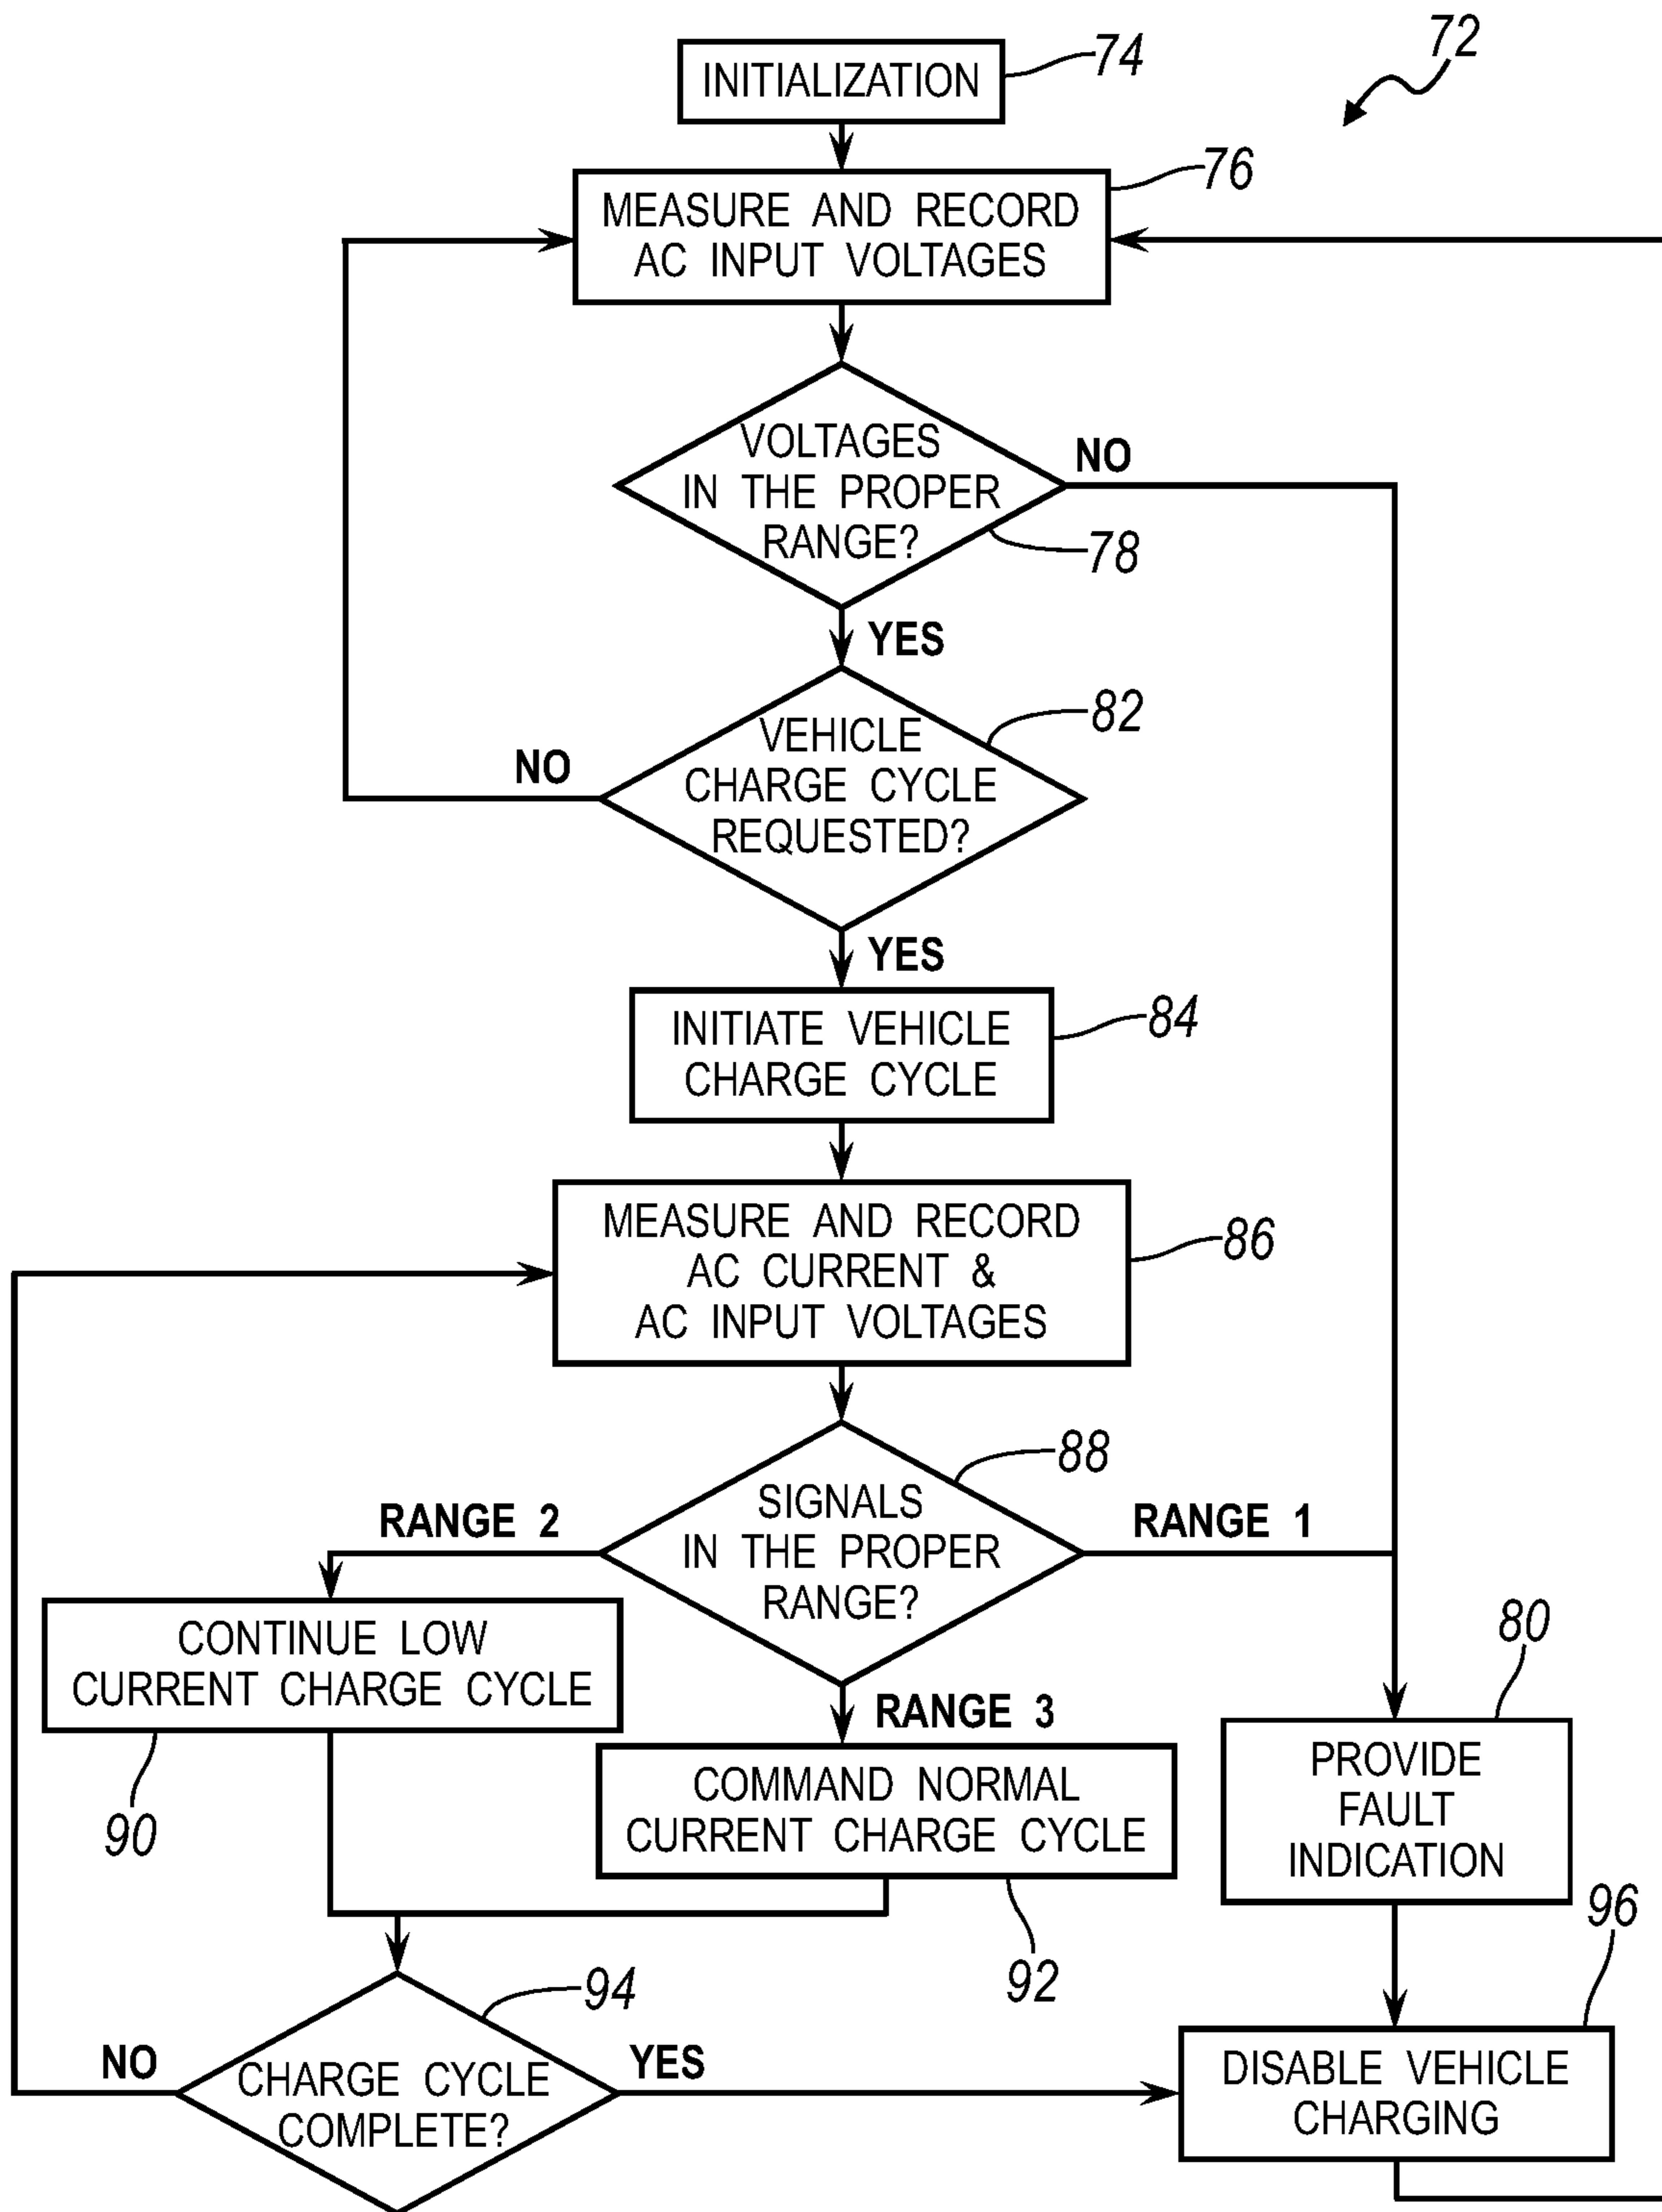 72
INITIALIZATION
74
MEASURE AND RECORD
AC INPUT VOLTAGES
76
VOLTAGES
IN THE PROPER
RANGE?
NO
78
YES
VEHICLE
CHARGE CYCLE
REQUESTED?
82
NO
YES
INITIATE VEHICLE
CHARGE CYCLE
84
MEASURE AND RECORD
AC CURRENT &
AC INPUT VOLTAGES
86
SIGNALS
IN THE PROPER
RANGE?
88
RANGE 2
RANGE 1
CONTINUE LOW
CURRENT CHARGE CYCLE
90
RANGE 3
COMMAND NORMAL
CURRENT CHARGE CYCLE
92
80
PROVIDE
FAULT
INDICATION
94
NO
CHARGE CYCLE
COMPLETE?
YES
96
DISABLE VEHICLE
CHARGING